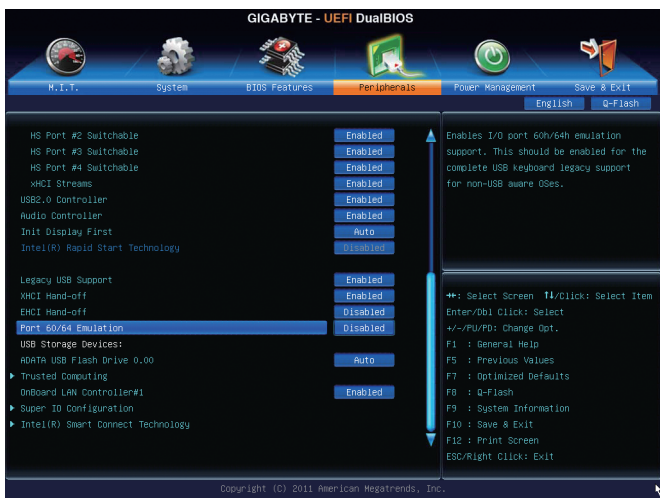 GIGABYTE - UEFI DualBIOS
M.I.T.
System
BIOS Features
Peripherals
Power Management
Save & Exit
English
Q-Flash
HS Port #2 Switchable Enabled
HS Port #3 Switchable Enabled
HS Port #4 Switchable Enabled
xHCI Streams Enabled
USB2.0 Controller Enabled
Audio Controller Enabled
Init Display First Auto
Intel(R) Rapid Start Technology Disabled
Legacy USB Support Enabled
XHCI Hand-off Enabled
EHCI Hand-off Disabled
Port 60/64 Emulation Disabled
USB Storage Devices:
ADATA USB Flash Drive 0.00 Auto
Trusted Computing
OnBoard LAN Controller#1 Enabled
Super IO Configuration
Intel(R) Smart Connect Technology
Enables I/O port 60h/64h emulation
support. This should be enabled for the
complete USB keyboard legacy support
for non-USB aware OSes.
→←: Select Screen ↑↓/Click: Select Item
Enter/Dbl Click: Select
+/-/PU/PD: Change Opt.
F1 : General Help
F5 : Previous Values
F7 : Optimized Defaults
F8 : Q-Flash
F9 : System Information
F10 : Save & Exit
F12 : Print Screen
ESC/Right Click: Exit
Copyright (C) 2011 American Megatrends, Inc.